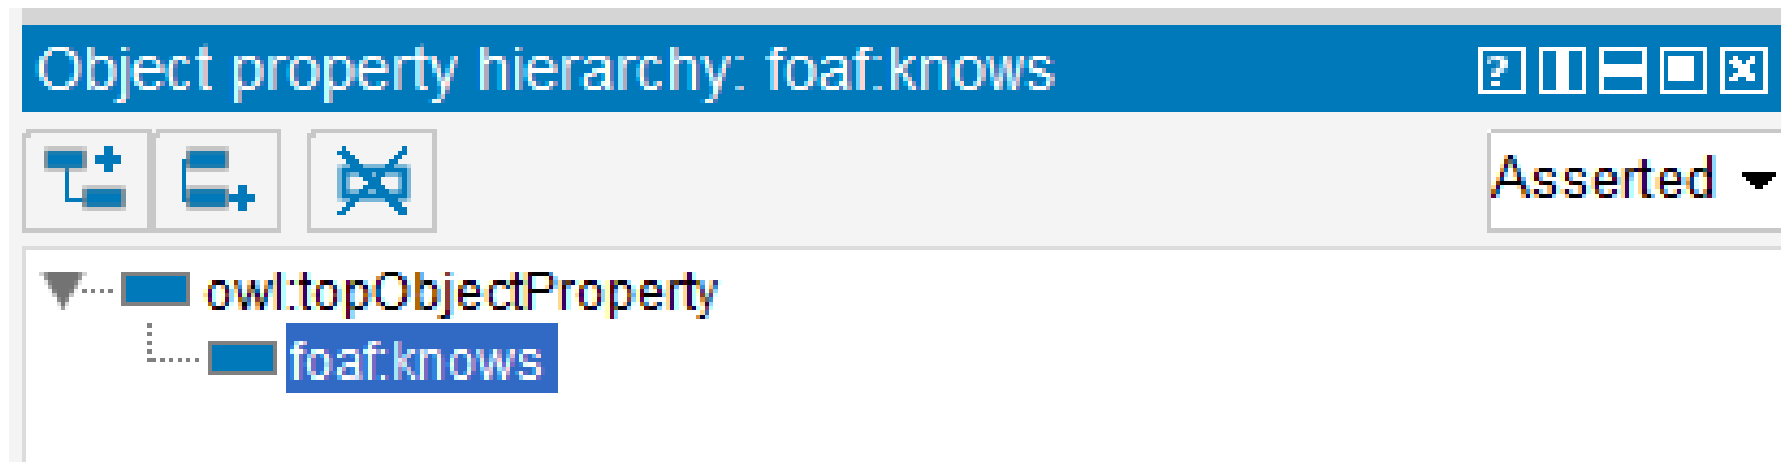 Object property hierarchy: foaf:knows
Asserted
owl:topObjectProperty
foaf:knows